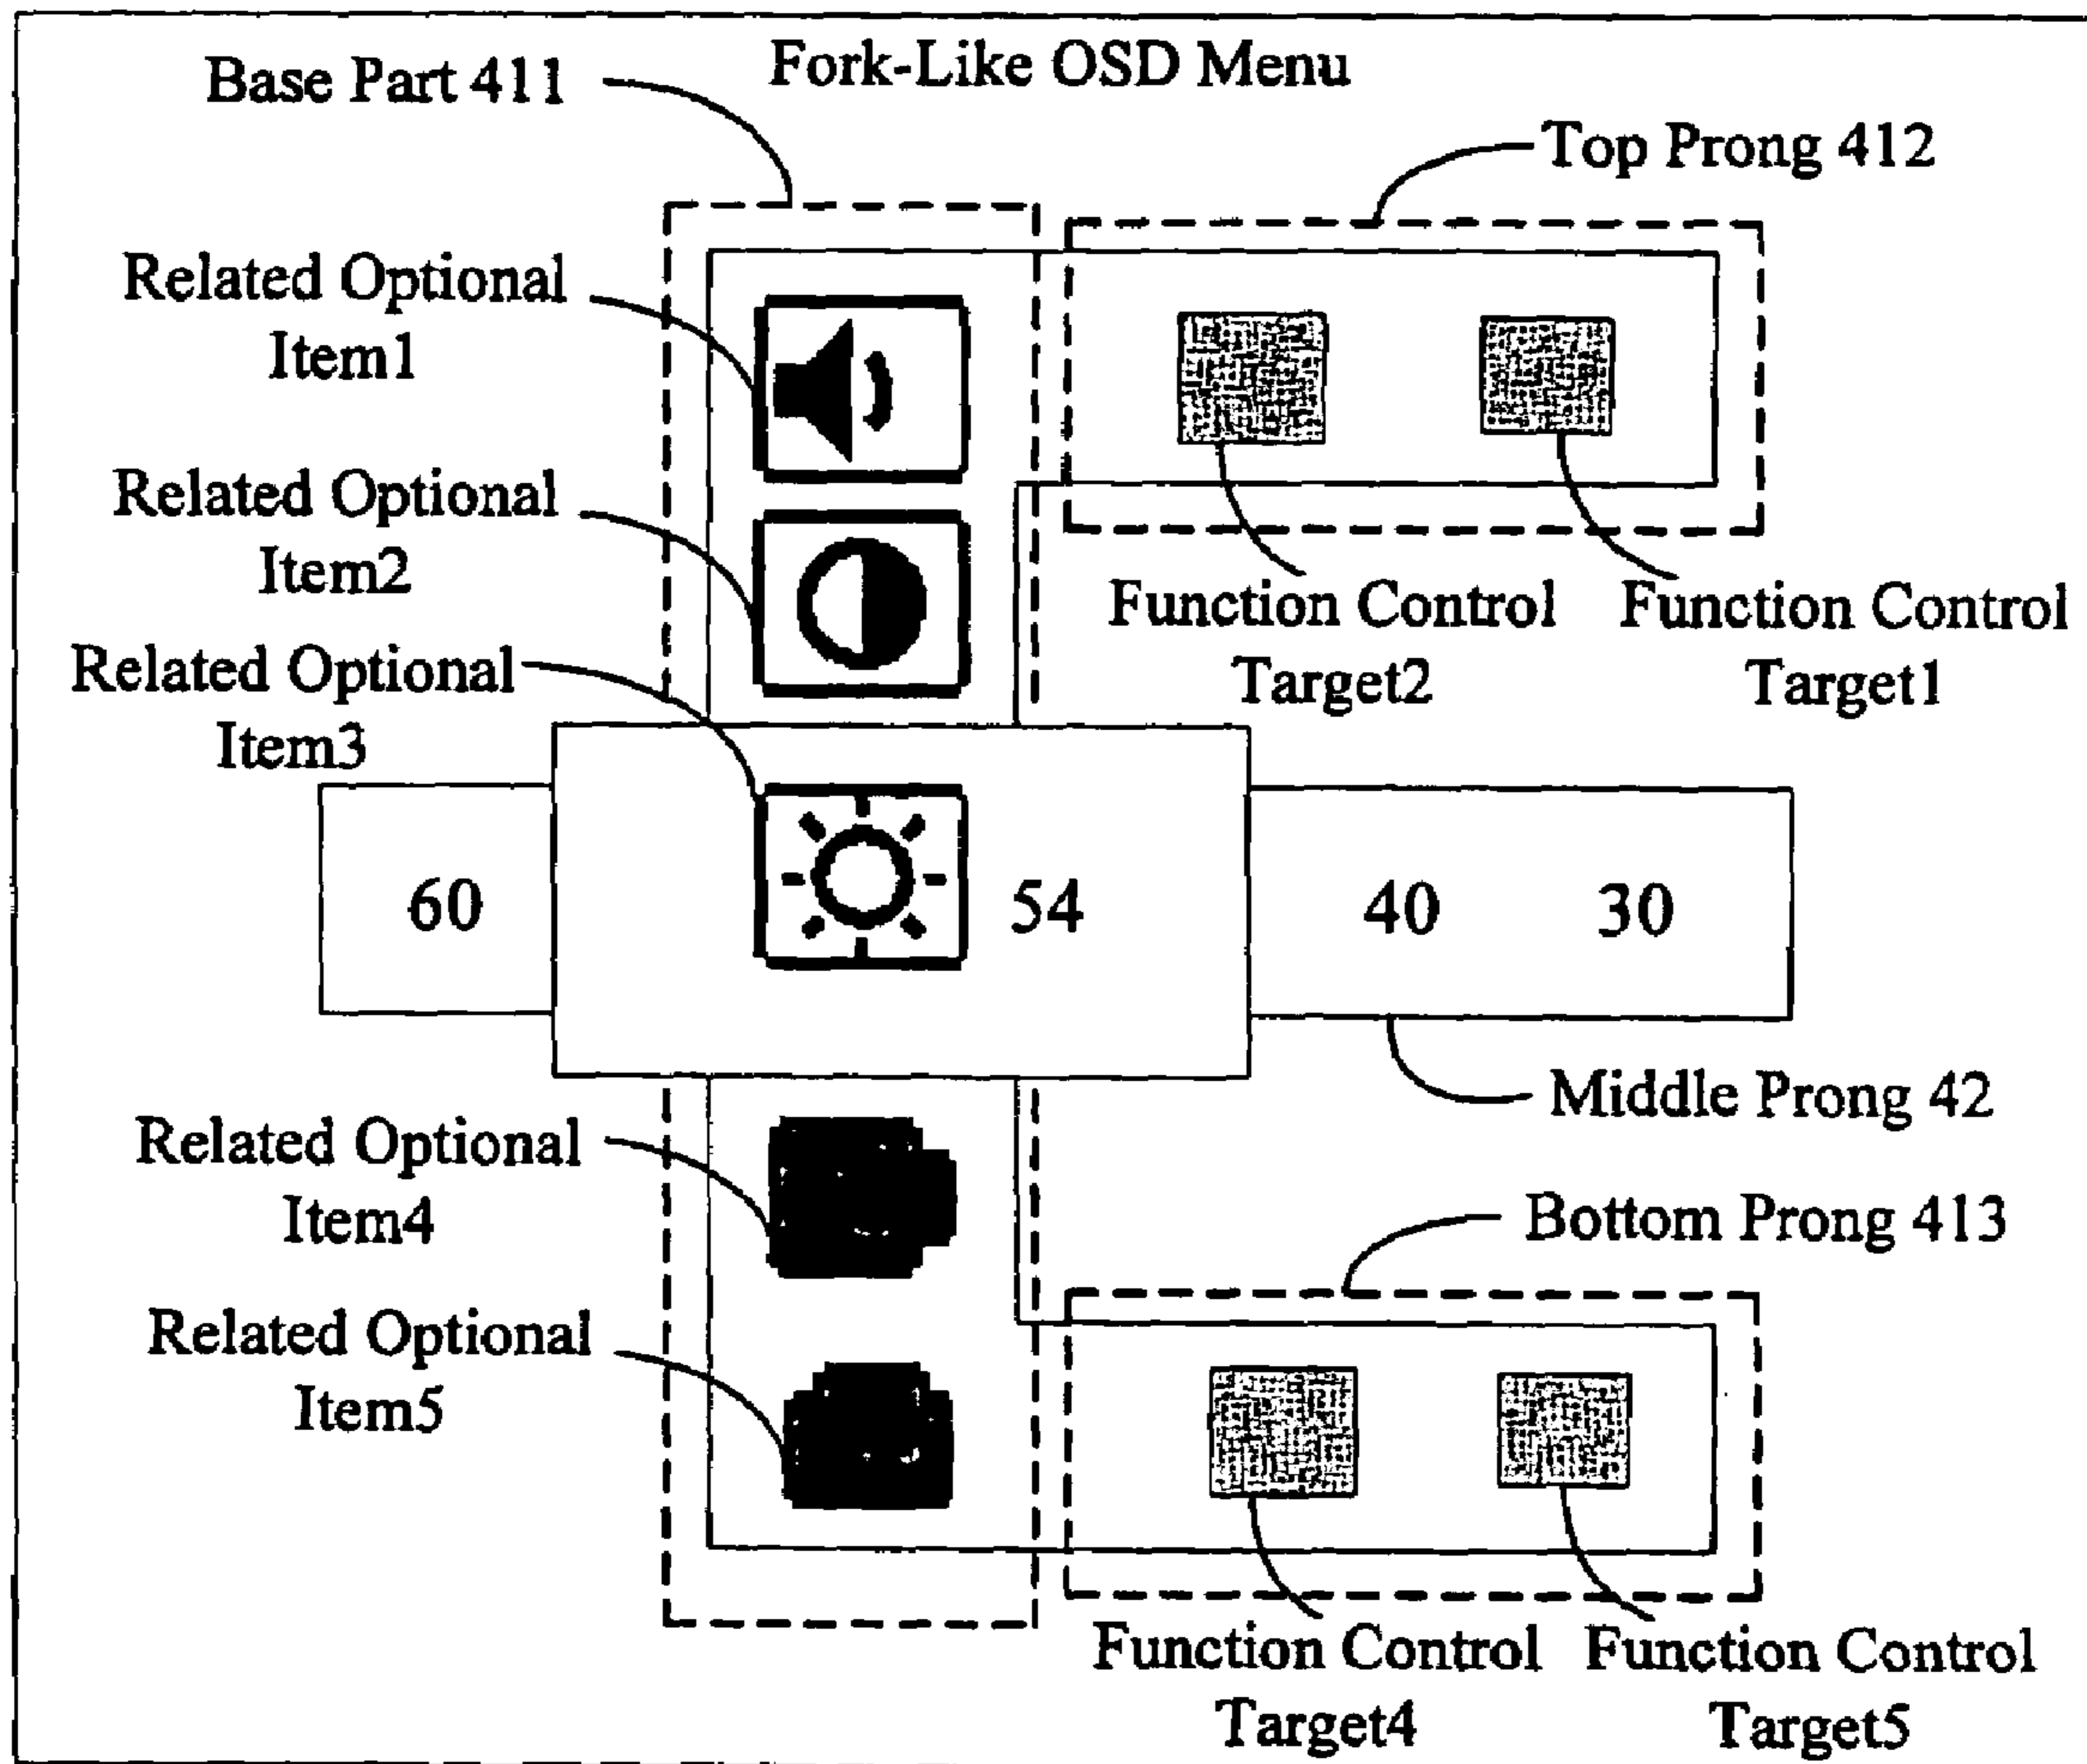 Fork-Like OSD Menu
Base Part 411
Top Prong 412
Related Optional
Item1
Related Optional
Item2
Function Control
Target2
Function Control
Target1
Related Optional
Item3
60
54
40
30
Middle Prong 42
Related Optional
Item4
Bottom Prong 413
Related Optional
Item5
Function Control
Target4
Function Control
Target5